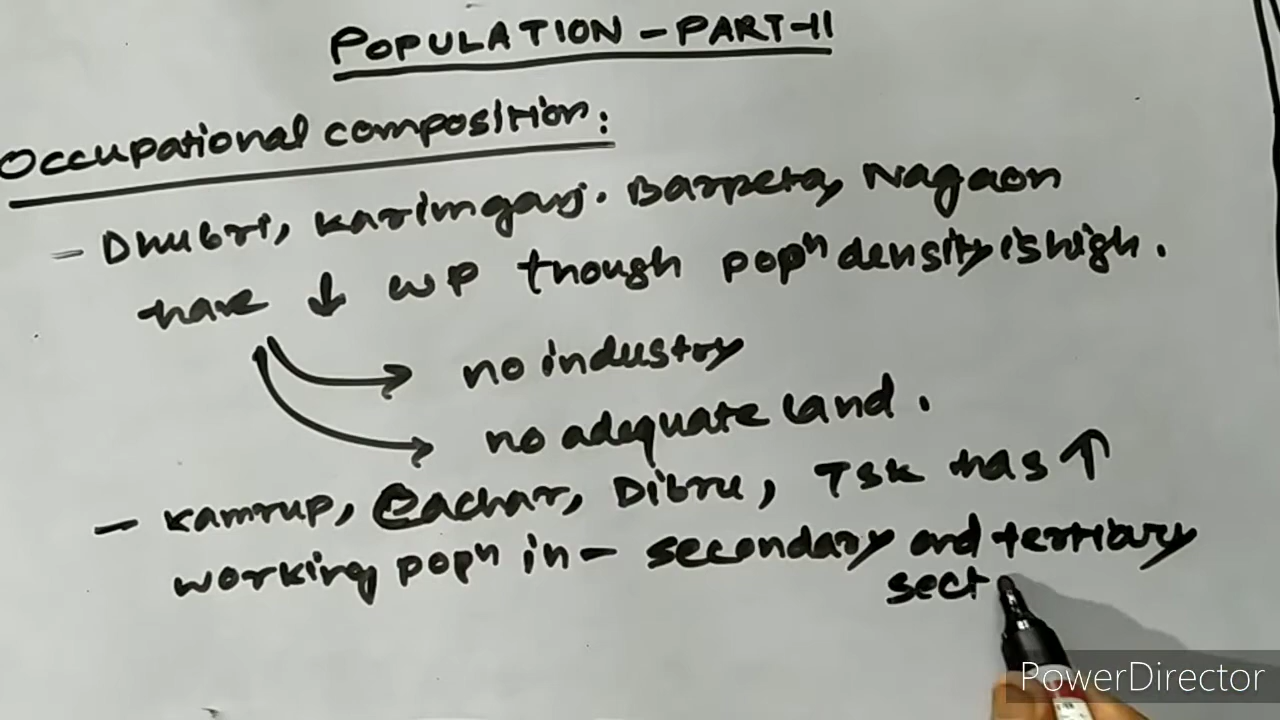 POPULATION - PART-II
Occupational composition:
- Dhubri, Karimganj. Barpeta, Nagaon
have ↓ WP though popⁿ density is high.
no industry
no adequate land.
- Kamrup, Cachar, Dibru, TSK has ↑
working popⁿ in - secondary and tertiary
sect
PowerDirector